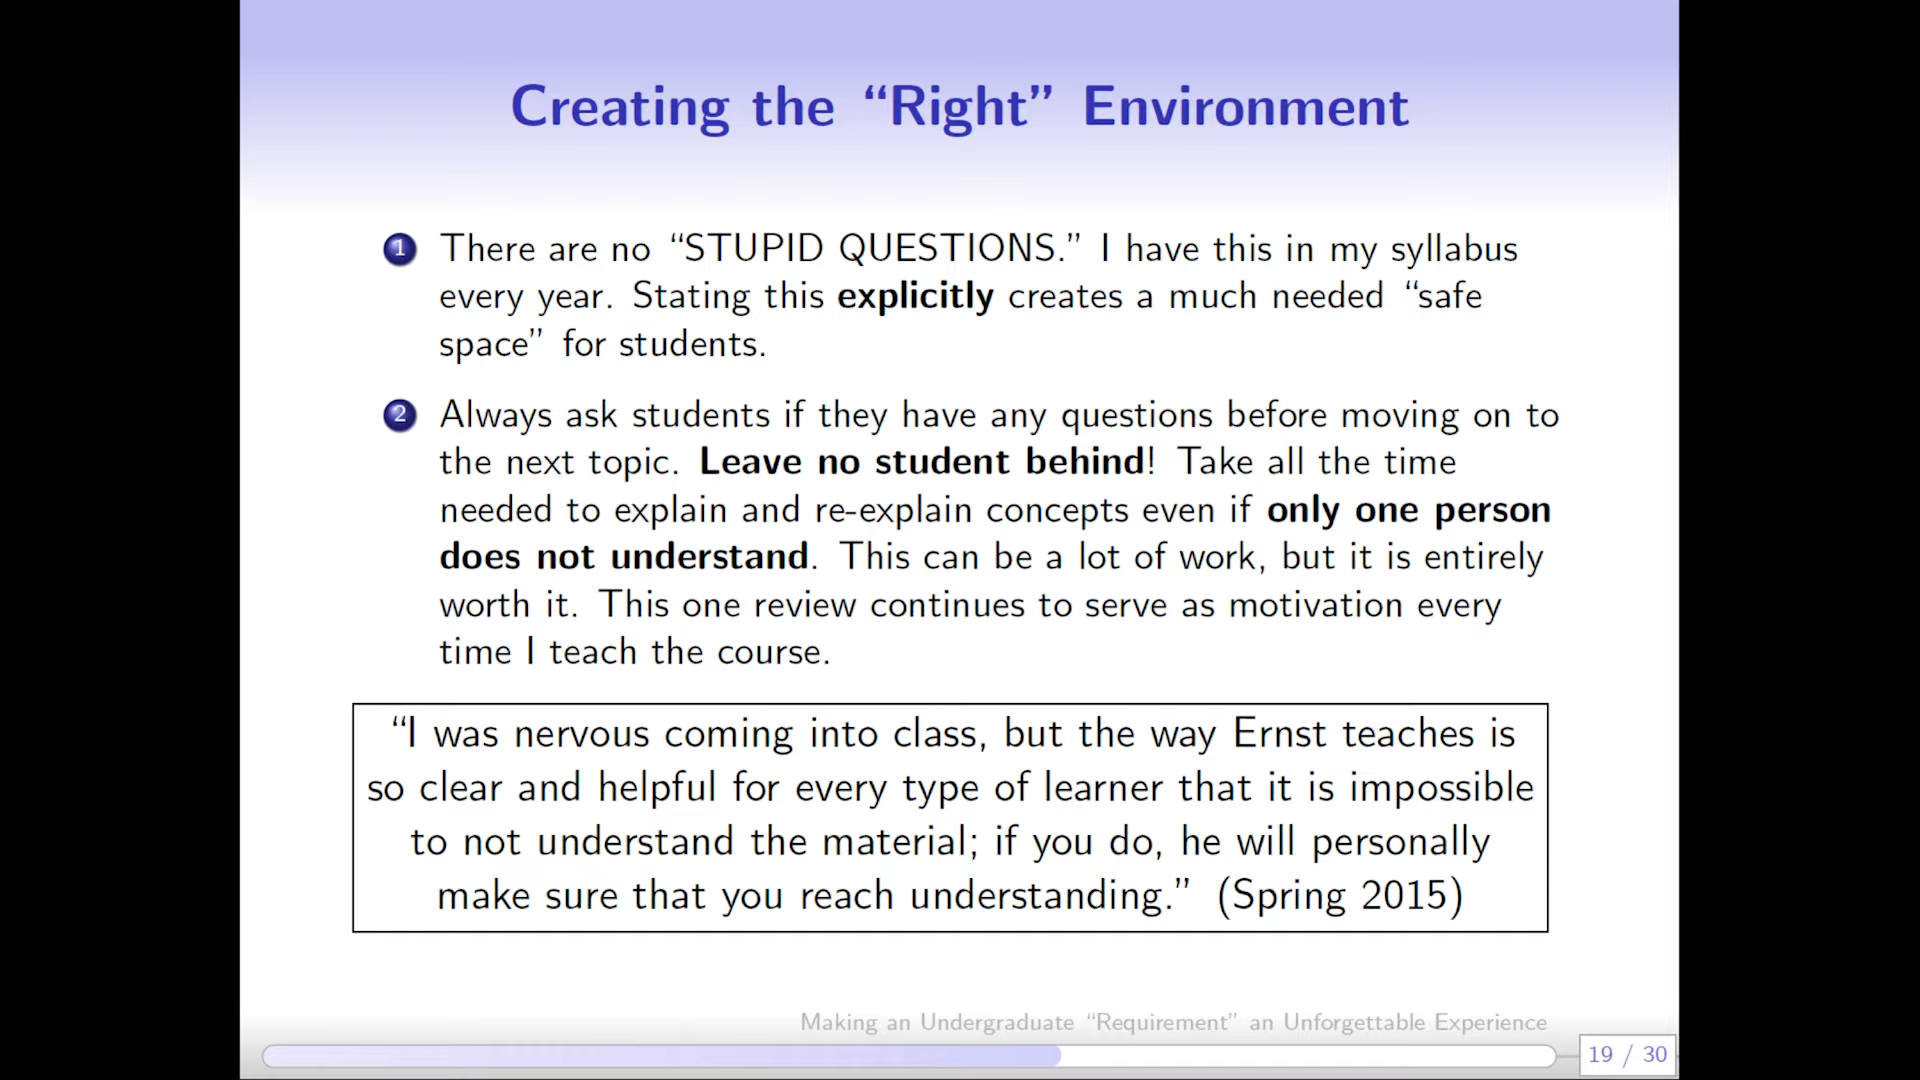 Creating the “Right” Environment
1 There are no “STUPID QUESTIONS.” I have this in my syllabus
every year. Stating this explicitly creates a much needed “safe
space” for students.
2 Always ask students if they have any questions before moving on to
the next topic. Leave no student behind! Take all the time
needed to explain and re-explain concepts even if only one person
does not understand. This can be a lot of work, but it is entirely
worth it. This one review continues to serve as motivation every
time I teach the course.
“I was nervous coming into class, but the way Ernst teaches is
so clear and helpful for every type of learner that it is impossible
to not understand the material; if you do, he will personally
make sure that you reach understanding.” (Spring 2015)
Making an Undergraduate “Requirement” an Unforgettable Experience
19 / 30